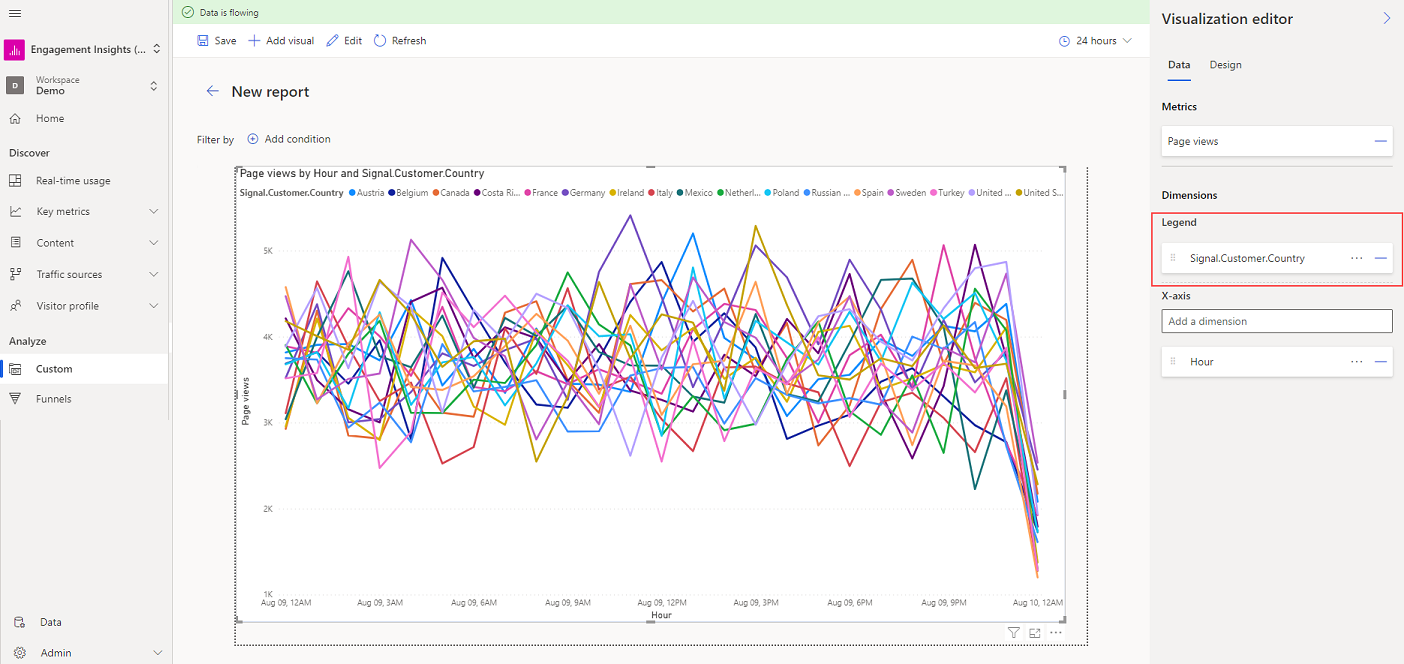 Engagement Insights (...
D
Workspace
Demo
Home
Discover
Real-time usage
Key metrics
Content
Traffic sources
Visitor profile
Analyze
Custom
Funnels
Data
Admin
Data is flowing
Save
Add visual
Edit
Refresh
24 hours
New report
Filter by
Add condition
Page views by Hour and Signal.Customer.Country
Signal.Customer.Country Austria Belgium Canada Costa Ri... France Germany Ireland Italy Mexico Netherl... Poland Russian ... Spain Sweden Turkey United ... United S...
Page views
5K
4K
3K
2K
1K
Aug 09, 12AM Aug 09, 3AM Aug 09, 6AM Aug 09, 9AM Aug 09, 12PM Aug 09, 3PM Aug 09, 6PM Aug 09, 9PM Aug 10, 12AM
Hour
Visualization editor
Data
Design
Metrics
Page views
Dimensions
Legend
Signal.Customer.Country
X-axis
Add a dimension
Hour